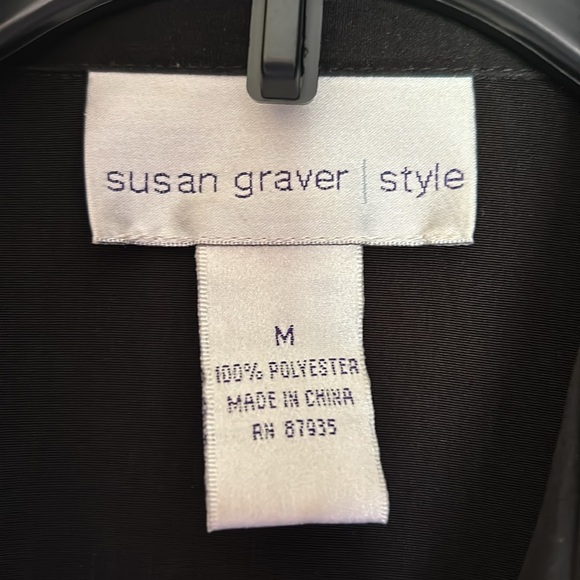 susan graver | style
M
100% POLYESTER
MADE IN CHINA
RN 87935